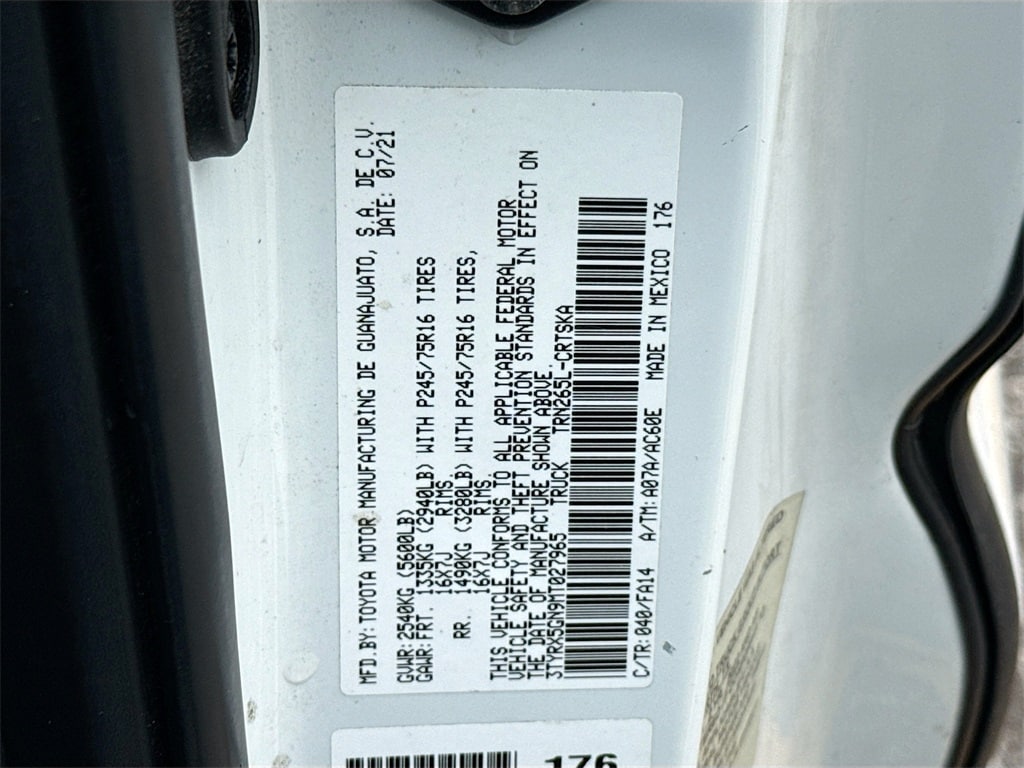 MFD.BY:TOYOTA MOTOR MANUFACTURING DE GUANAJUATO, S.A. DE C.V.
DATE: 07/21
GVWR:2540KG (5600LB)
GAWR:FRT. 1335KG (2940LB) WITH P245/75R16 TIRES
16X7J RIMS.
RR. 1490KG (3280LB) WITH P245/75R16 TIRES,
16X7J RIMS.
THIS VEHICLE CONFORMS TO ALL APPLICABLE FEDERAL MOTOR
VEHICLE SAFETY AND THEFT PREVENTION STANDARDS IN EFFECT ON
THE DATE OF MANUFACTURE SHOWN ABOVE.
3TYRX5GN9MT027965 TRUCK TRN265L-CRTSKA
C/TR:040/FA14 A/TM:A07A/AC60E MADE IN MEXICO 176
176